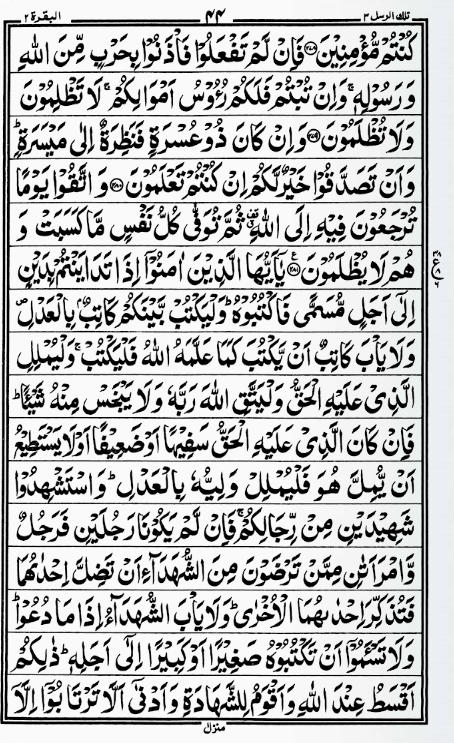 تلك الرسل ٣ ٤٤ البقرة ٢
كُنْتُمْ مُّؤْمِنِيْنَ ﴿٢٧٨﴾ فَاِنْ لَّمْ تَفْعَلُوْا فَاْذَنُوْا بِحَرْبٍ مِّنَ اللّٰهِ
وَرَسُوْلِهٖ ۚ وَاِنْ تُبْتُمْ فَلَكُمْ رُءُوْسُ اَمْوَالِكُمْ ۚ لَا تَظْلِمُوْنَ
وَلَا تُظْلَمُوْنَ ﴿٢٧٩﴾ وَاِنْ كَانَ ذُوْ عُسْرَةٍ فَنَظِرَةٌ اِلٰى مَيْسَرَةٍ ؕ
وَاَنْ تَصَدَّقُوْا خَيْرٌ لَّكُمْ اِنْ كُنْتُمْ تَعْلَمُوْنَ ﴿٢٨٠﴾ وَاتَّقُوْا يَوْمًا
تُرْجَعُوْنَ فِيْهِ اِلَى اللّٰهِ ۫ ثُمَّ تُوَفّٰى كُلُّ نَفْسٍ مَّا كَسَبَتْ وَ
هُمْ لَا يُظْلَمُوْنَ ﴿٢٨١﴾ يٰۤاَيُّهَا الَّذِيْنَ اٰمَنُوْۤا اِذَا تَدَايَنْتُمْ بِدَيْنٍ
اِلٰۤى اَجَلٍ مُّسَمًّى فَاكْتُبُوْهُ ؕ وَلْيَكْتُبْ بَّيْنَكُمْ كَاتِبٌۢ بِالْعَدْلِ ۪
وَلَا يَاْبَ كَاتِبٌ اَنْ يَّكْتُبَ كَمَا عَلَّمَهُ اللّٰهُ فَلْيَكْتُبْ ۚ وَلْيُمْلِلِ
الَّذِيْ عَلَيْهِ الْحَقُّ وَلْيَتَّقِ اللّٰهَ رَبَّهٗ وَلَا يَبْخَسْ مِنْهُ شَيْـًٔا ؕ
فَاِنْ كَانَ الَّذِيْ عَلَيْهِ الْحَقُّ سَفِيْهًا اَوْ ضَعِيْفًا اَوْ لَا يَسْتَطِيْعُ
اَنْ يُّمِلَّ هُوَ فَلْيُمْلِلْ وَلِيُّهٗ بِالْعَدْلِ ؕ وَاسْتَشْهِدُوْا
شَهِيْدَيْنِ مِنْ رِّجَالِكُمْ ۚ فَاِنْ لَّمْ يَكُوْنَا رَجُلَيْنِ فَرَجُلٌ
وَّامْرَاَتٰنِ مِمَّنْ تَرْضَوْنَ مِنَ الشُّهَدَآءِ اَنْ تَضِلَّ اِحْدٰىهُمَا
فَتُذَكِّرَ اِحْدٰىهُمَا الْاُخْرٰى ؕ وَلَا يَاْبَ الشُّهَدَآءُ اِذَا مَا دُعُوْا ؕ
وَلَا تَسْـَٔمُوْۤا اَنْ تَكْتُبُوْهُ صَغِيْرًا اَوْ كَبِيْرًا اِلٰۤى اَجَلِهٖ ؕ ذٰلِكُمْ
اَقْسَطُ عِنْدَ اللّٰهِ وَاَقْوَمُ لِلشَّهَادَةِ وَاَدْنٰۤى اَلَّا تَرْتَابُوْۤا اِلَّاۤ
منزل